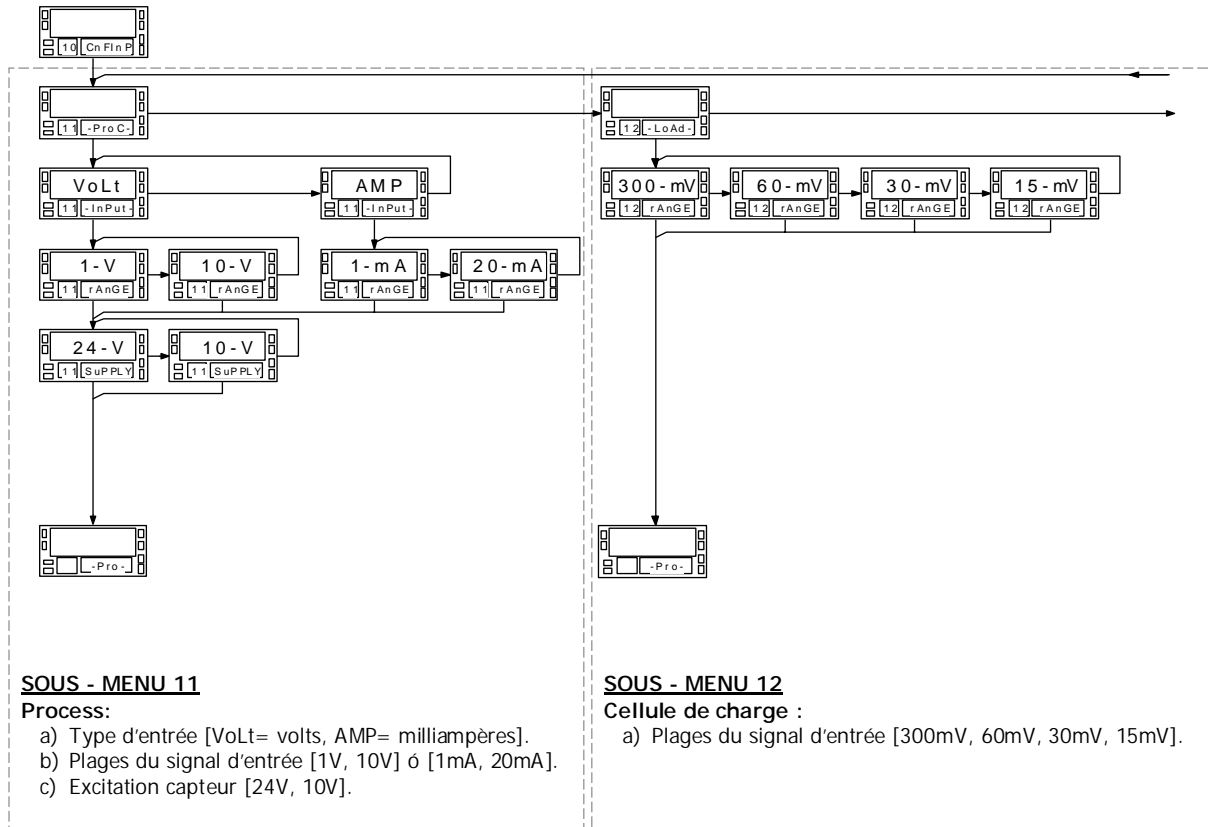 10 CnFInP
11 -ProC-
12 -LoAd-
VoLt
11 -InPut-
AMP
11 -InPut-
300-mV
12 rAnGE
60-mV
12 rAnGE
30-mV
12 rAnGE
15-mV
12 rAnGE
1-V
11 rAnGE
10-V
11 rAnGE
1-mA
11 rAnGE
20-mA
11 rAnGE
24-V
11 SuPPLY
10-V
11 SuPPLY
-Pro-
-Pro-
SOUS - MENU 11
Process:
a) Type d'entrée [VoLt= volts, AMP= milliampères].
b) Plages du signal d'entrée [1V, 10V] ó [1mA, 20mA].
c) Excitation capteur [24V, 10V].
SOUS - MENU 12
Cellule de charge :
a) Plages du signal d'entrée [300mV, 60mV, 30mV, 15mV].